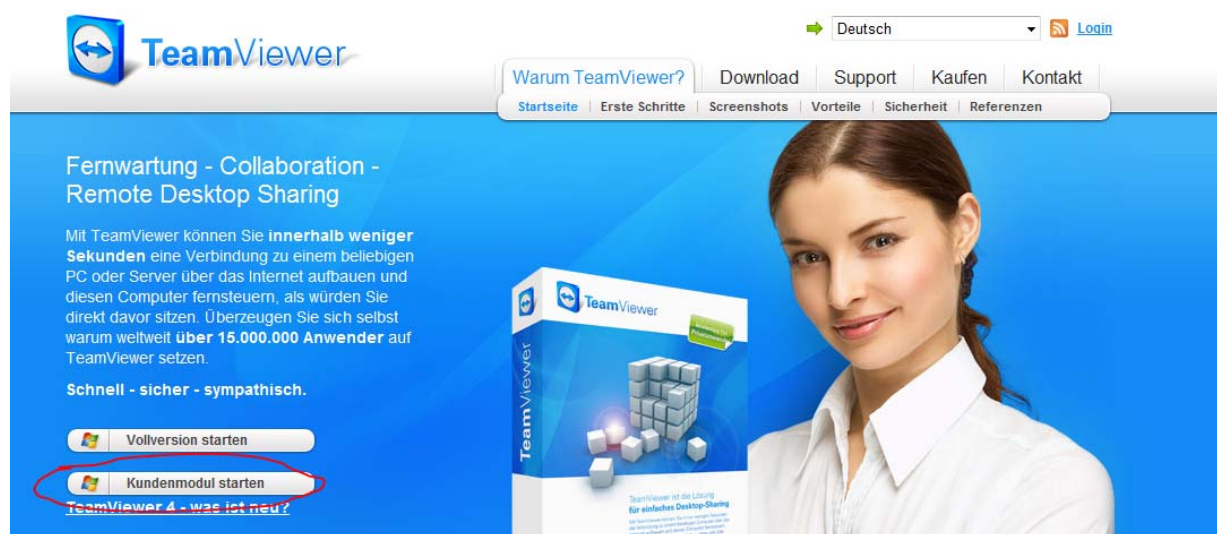 TeamViewer
Deutsch
Login
Warum TeamViewer? Download Support Kaufen Kontakt
Startseite | Erste Schritte | Screenshots | Vorteile | Sicherheit | Referenzen
Fernwartung - Collaboration -
Remote Desktop Sharing
Mit TeamViewer können Sie innerhalb weniger
Sekunden eine Verbindung zu einem beliebigen
PC oder Server über das Internet aufbauen und
diesen Computer fernsteuern, als würden Sie
direkt davor sitzen. Überzeugen Sie sich selbst
warum weltweit über 15.000.000 Anwender auf
TeamViewer setzen.
Schnell - sicher - sympathisch.
Vollversion starten
Kundenmodul starten
TeamViewer 4 - was ist neu?
TeamViewer
TeamViewer
TeamViewer ist die Lösung
für einfaches Desktop-Sharing